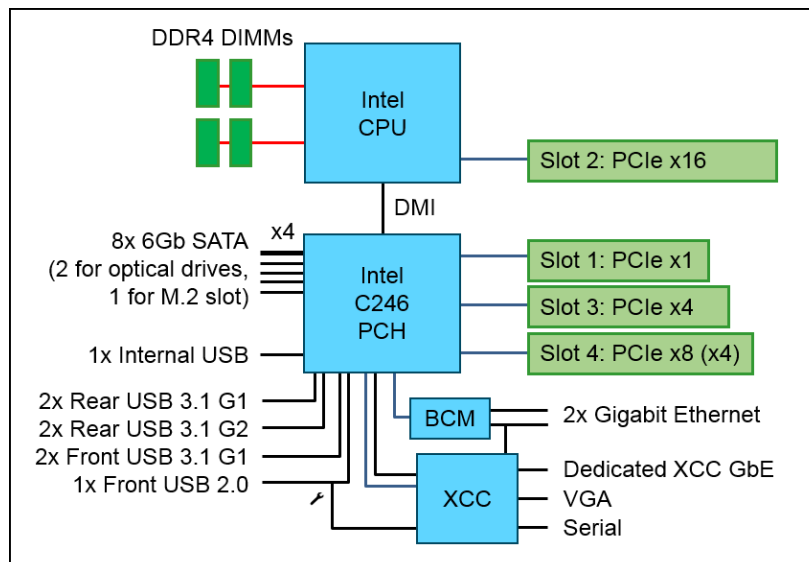 DDR4 DIMMs
Intel
CPU
Slot 2: PCIe x16
DMI
8x 6Gb SATA
(2 for optical drives,
1 for M.2 slot)
x4
Intel
C246
PCH
Slot 1: PCIe x1
Slot 3: PCIe x4
Slot 4: PCIe x8 (x4)
1x Internal USB
2x Rear USB 3.1 G1
2x Rear USB 3.1 G2
2x Front USB 3.1 G1
1x Front USB 2.0
BCM
2x Gigabit Ethernet
XCC
Dedicated XCC GbE
VGA
Serial